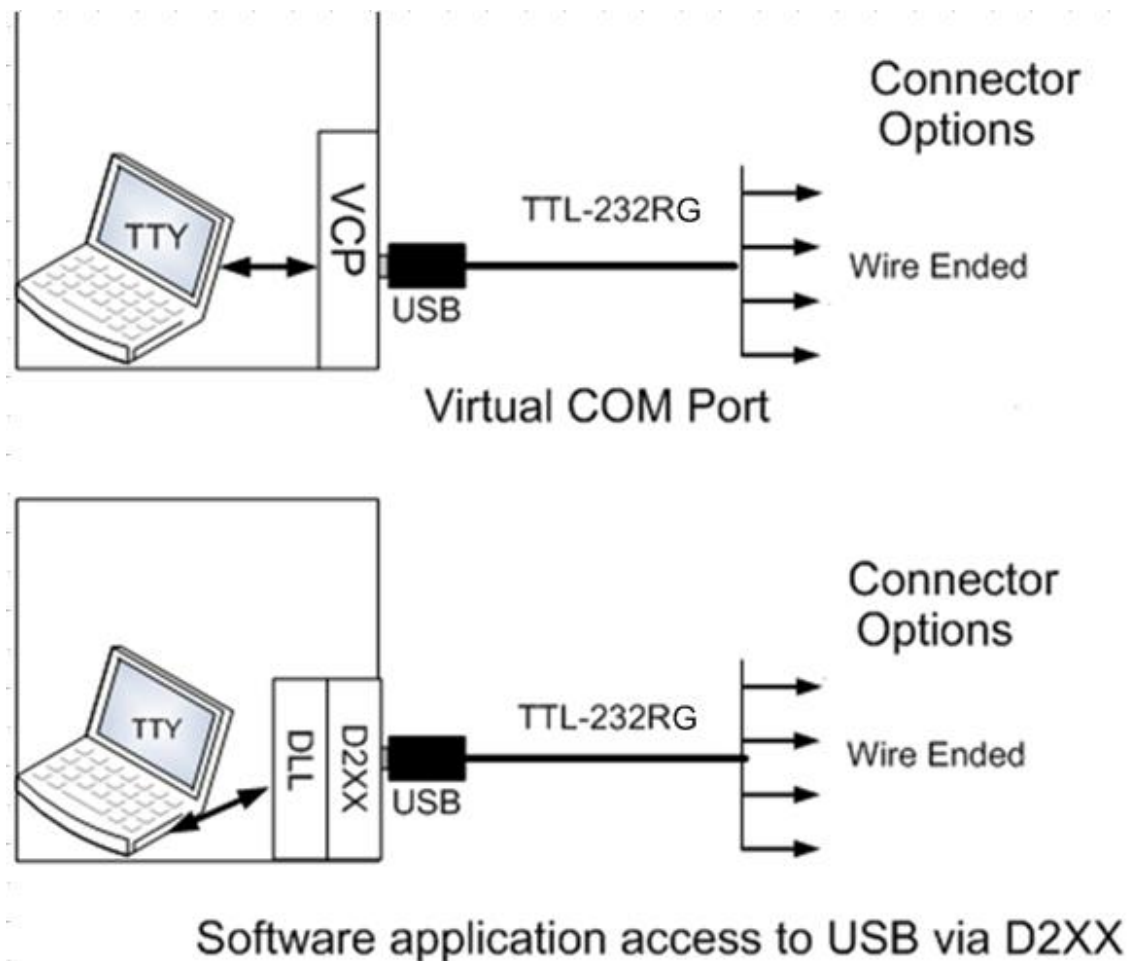 Connector
Options
TTY
VCP
TTL-232RG
Wire Ended
USB
Virtual COM Port
Connector
Options
TTY
DLL
D2XX
TTL-232RG
Wire Ended
USB
Software application access to USB via D2XX